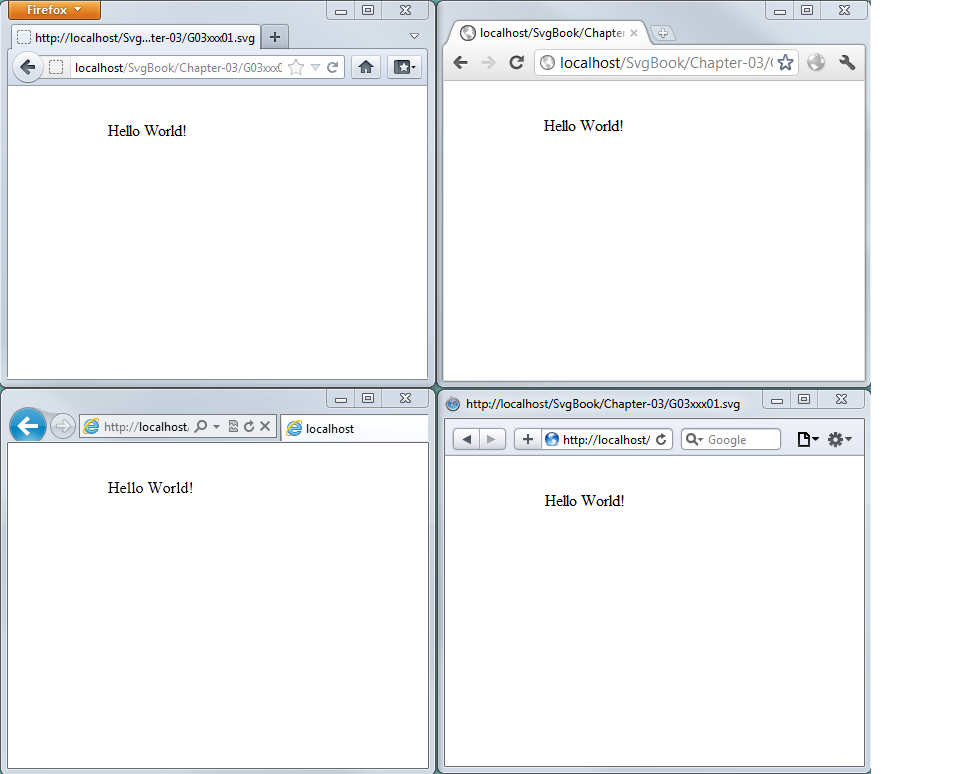 Firefox
http://localhost/Svg...ter-03/G03xxx01.svg
localhost/SvgBook/Chapter-03/G03xxx0
Hello World!
localhost/SvgBook/Chapter
localhost/SvgBook/Chapter-03/
Hello World!
http://localhost
localhost
Hello World!
http://localhost/SvgBook/Chapter-03/G03xxx01.svg
http://localhost/
Google
Hello World!